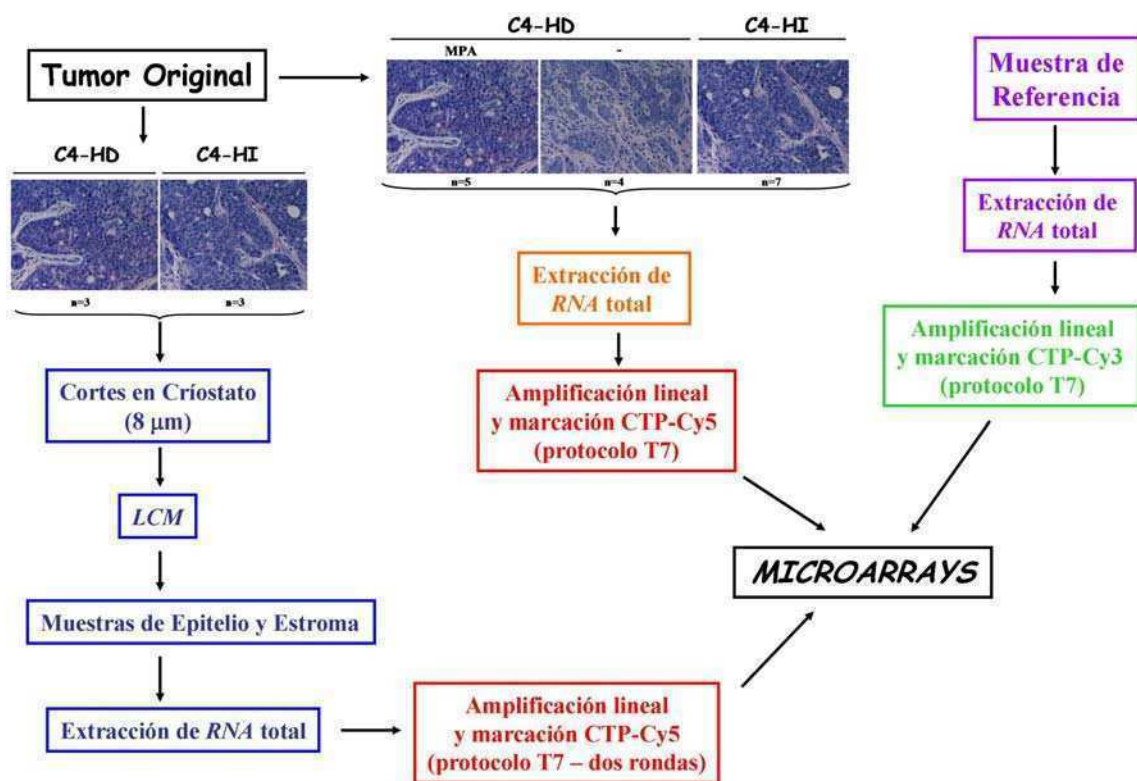 Tumor Original
C4-HD
C4-HI
n=3
n=3
Cortes en Críostato
(8 μm)
LCM
Muestras de Epitelio y Estroma
Extracción de RNA total
Amplificación lineal
y marcación CTP-Cy5
(protocolo T7 – dos rondas)
C4-HD
C4-HI
MPA
-
n=5
n=4
n=7
Extracción de
RNA total
Amplificación lineal
y marcación CTP-Cy5
(protocolo T7)
Muestra de
Referencia
Extracción de
RNA total
Amplificación lineal
y marcación CTP-Cy3
(protocolo T7)
MICROARRAYS